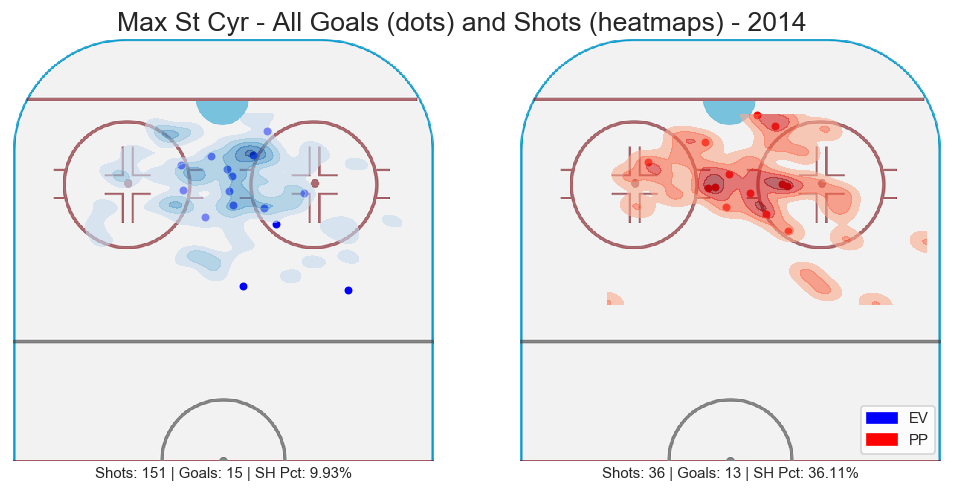 Max St Cyr - All Goals (dots) and Shots (heatmaps) - 2014
EV
PP
Shots: 151 | Goals: 15 | SH Pct: 9.93%
Shots: 36 | Goals: 13 | SH Pct: 36.11%